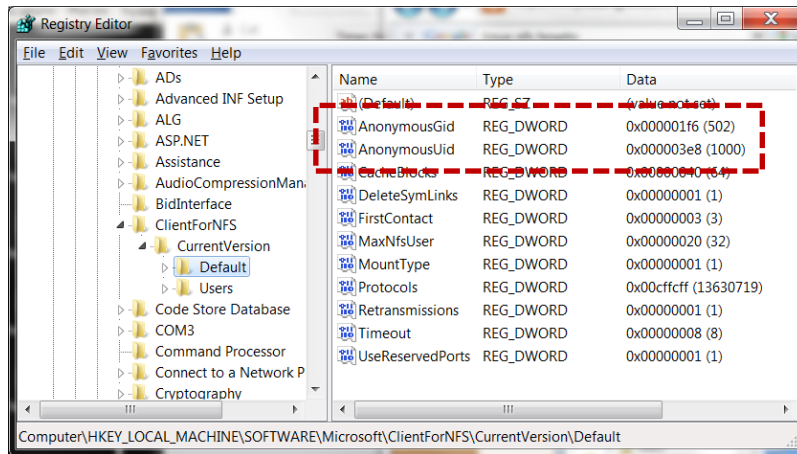 Registry Editor
File Edit View Favorites Help
ADs
Advanced INF Setup
ALG
ASP.NET
Assistance
AudioCompressionMana
BidInterface
ClientForNFS
CurrentVersion
Default
Users
Code Store Database
COM3
Command Processor
Connect to a Network P
Cryptography
Name Type Data
(Default) REG_SZ (value not set)
AnonymousGid REG_DWORD 0x000001f6 (502)
AnonymousUid REG_DWORD 0x000003e8 (1000)
CacheBlocks REG_DWORD 0x00000040 (64)
DeleteSymLinks REG_DWORD 0x00000001 (1)
FirstContact REG_DWORD 0x00000003 (3)
MaxNfsUser REG_DWORD 0x00000020 (32)
MountType REG_DWORD 0x00000001 (1)
Protocols REG_DWORD 0x00cffcff (13630719)
Retransmissions REG_DWORD 0x00000001 (1)
Timeout REG_DWORD 0x00000008 (8)
UseReservedPorts REG_DWORD 0x00000001 (1)
Computer\HKEY_LOCAL_MACHINE\SOFTWARE\Microsoft\ClientForNFS\CurrentVersion\Default